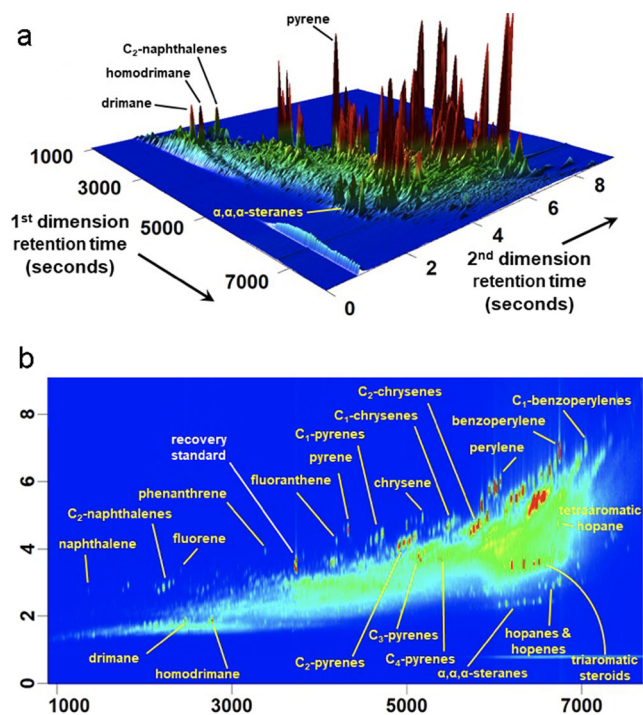 a
pyrene
C₂-naphthalenes
homodrimane
drimane
1000
3000
5000
7000
α,α,α-steranes
0
2
4
6
8
1st dimension
retention time
(seconds)
2nd dimension
retention time
(seconds)
b
8
6
4
2
0
C₂-chrysenes
C₁-chrysenes
C₁-benzoperylenes
benzoperylene
perylene
recovery
standard
C₁-pyrenes
pyrene
fluoranthene
chrysene
phenanthrene
C₂-naphthalenes
naphthalene
fluorene
tetraaromatic
hopane
drimane
homodrimane
C₂-pyrenes
C₃-pyrenes
C₄-pyrenes
α,α,α-steranes
hopanes &
hopenes
triaromatic
steroids
1000
3000
5000
7000